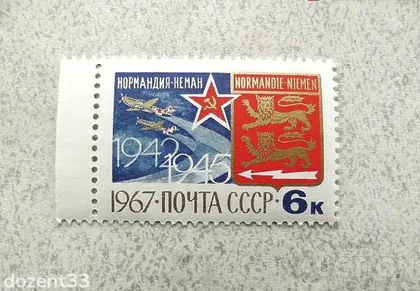 НОРМАНДИЯ-НЕМАН
NORMANDIE-NIEMEN
1942
1945
1967·ПОЧТА СССР·6к
dozent33